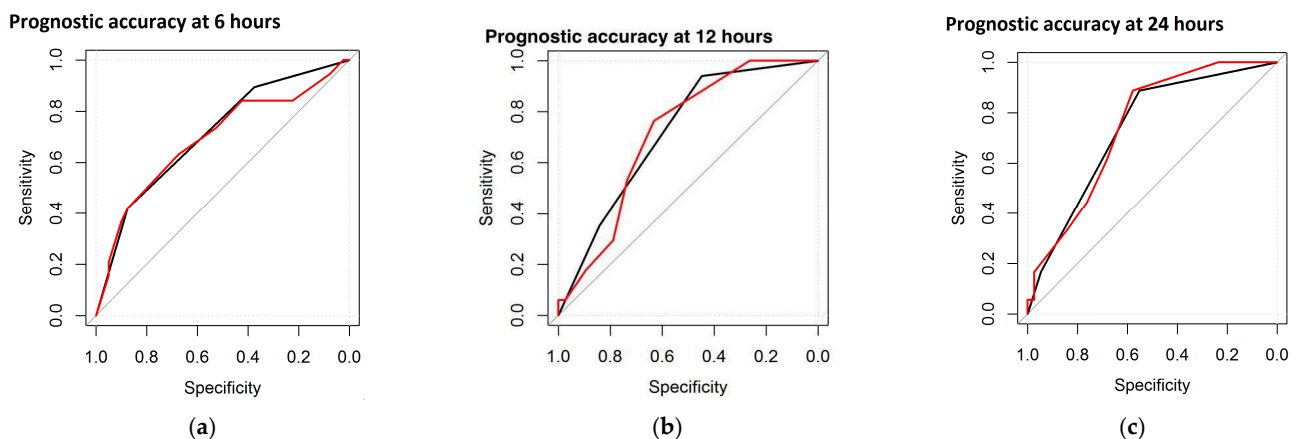 Prognostic accuracy at 6 hours
Sensitivity
0.0 0.2 0.4 0.6 0.8 1.0
1.0 0.8 0.6 0.4 0.2 0.0
Specificity
(a)
Prognostic accuracy at 12 hours
Sensitivity
0.0 0.2 0.4 0.6 0.8 1.0
1.0 0.8 0.6 0.4 0.2 0.0
Specificity
(b)
Prognostic accuracy at 24 hours
Sensitivity
0.0 0.2 0.4 0.6 0.8 1.0
1.0 0.8 0.6 0.4 0.2 0.0
Specificity
(c)